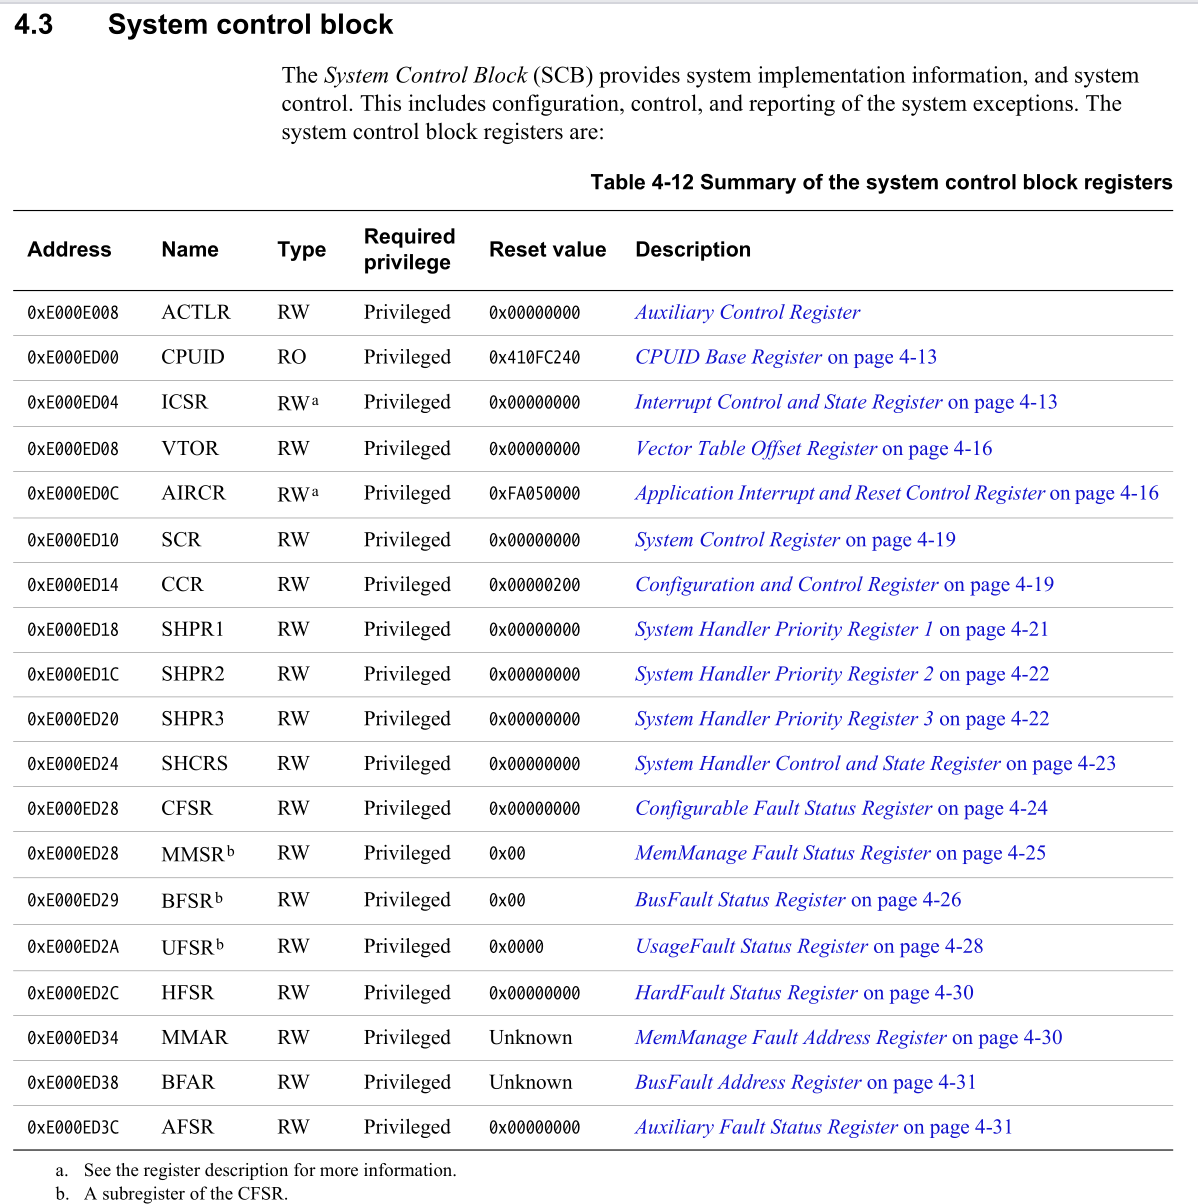 4.3 System control block
The System Control Block (SCB) provides system implementation information, and system
control. This includes configuration, control, and reporting of the system exceptions. The
system control block registers are:
Table 4-12 Summary of the system control block registers
Address Name Type Required privilege Reset value Description
0xE000E008 ACTLR RW Privileged 0x00000000 Auxiliary Control Register
0xE000ED00 CPUID RO Privileged 0x410FC240 CPUID Base Register on page 4-13
0xE000ED04 ICSR RWa Privileged 0x00000000 Interrupt Control and State Register on page 4-13
0xE000ED08 VTOR RW Privileged 0x00000000 Vector Table Offset Register on page 4-16
0xE000ED0C AIRCR RWa Privileged 0xFA050000 Application Interrupt and Reset Control Register on page 4-16
0xE000ED10 SCR RW Privileged 0x00000000 System Control Register on page 4-19
0xE000ED14 CCR RW Privileged 0x00000200 Configuration and Control Register on page 4-19
0xE000ED18 SHPR1 RW Privileged 0x00000000 System Handler Priority Register 1 on page 4-21
0xE000ED1C SHPR2 RW Privileged 0x00000000 System Handler Priority Register 2 on page 4-22
0xE000ED20 SHPR3 RW Privileged 0x00000000 System Handler Priority Register 3 on page 4-22
0xE000ED24 SHCRS RW Privileged 0x00000000 System Handler Control and State Register on page 4-23
0xE000ED28 CFSR RW Privileged 0x00000000 Configurable Fault Status Register on page 4-24
0xE000ED28 MMSRb RW Privileged 0x00 MemManage Fault Status Register on page 4-25
0xE000ED29 BFSRb RW Privileged 0x00 BusFault Status Register on page 4-26
0xE000ED2A UFSRb RW Privileged 0x0000 UsageFault Status Register on page 4-28
0xE000ED2C HFSR RW Privileged 0x00000000 HardFault Status Register on page 4-30
0xE000ED34 MMAR RW Privileged Unknown MemManage Fault Address Register on page 4-30
0xE000ED38 BFAR RW Privileged Unknown BusFault Address Register on page 4-31
0xE000ED3C AFSR RW Privileged 0x00000000 Auxiliary Fault Status Register on page 4-31
a. See the register description for more information.
b. A subregister of the CFSR.